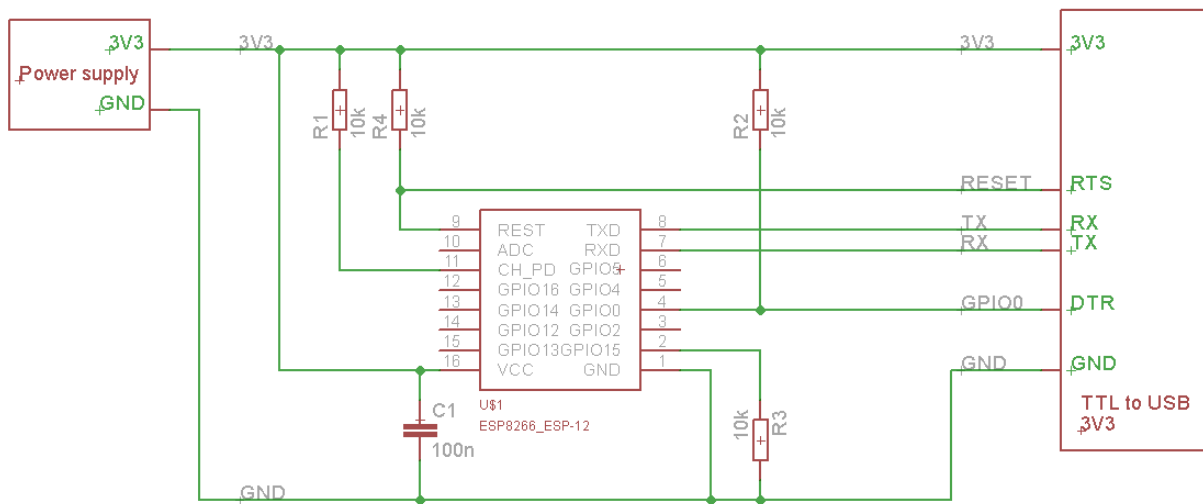 3V3 3V3 3V3 3V3
Power supply
GND
R1 10k R4 10k R2 10k
RESET RTS
9 REST TXD 8 TX RX
10 ADC RXD 7 RX TX
11 CH_PD GPIO5 6
12 GPIO16 GPIO4 5
13 GPIO14 GPIO0 4 GPIO0 DTR
14 GPIO12 GPIO2 3
15 GPIO13 GPIO15 2
16 VCC GND 1 GND GND
U$1
ESP8266_ESP-12
C1
100n
10k R3
TTL to USB
3V3
GND